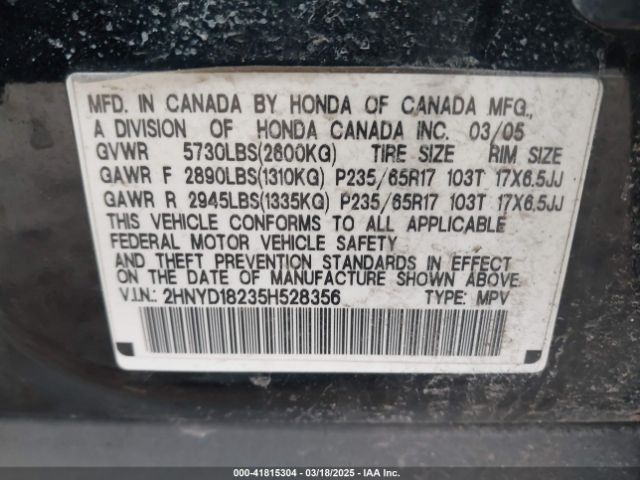 MFD. IN CANADA BY HONDA OF CANADA MFG.,
A DIVISION OF HONDA CANADA INC. 03/05
GVWR 5730LBS(2600KG) TIRE SIZE RIM SIZE
GAWR F 2890LBS(1310KG) P235/65R17 103T 17X6.5JJ
GAWR R 2945LBS(1335KG) P235/65R17 103T 17X6.5JJ
THIS VEHICLE CONFORMS TO ALL APPLICABLE
FEDERAL MOTOR VEHICLE SAFETY
AND THEFT PREVENTION STANDARDS IN EFFECT
ON THE DATE OF MANUFACTURE SHOWN ABOVE.
V.I.N.: 2HNYD18235H528356 TYPE: MPV
000-41815304 - 03/18/2025 - IAAI.COM